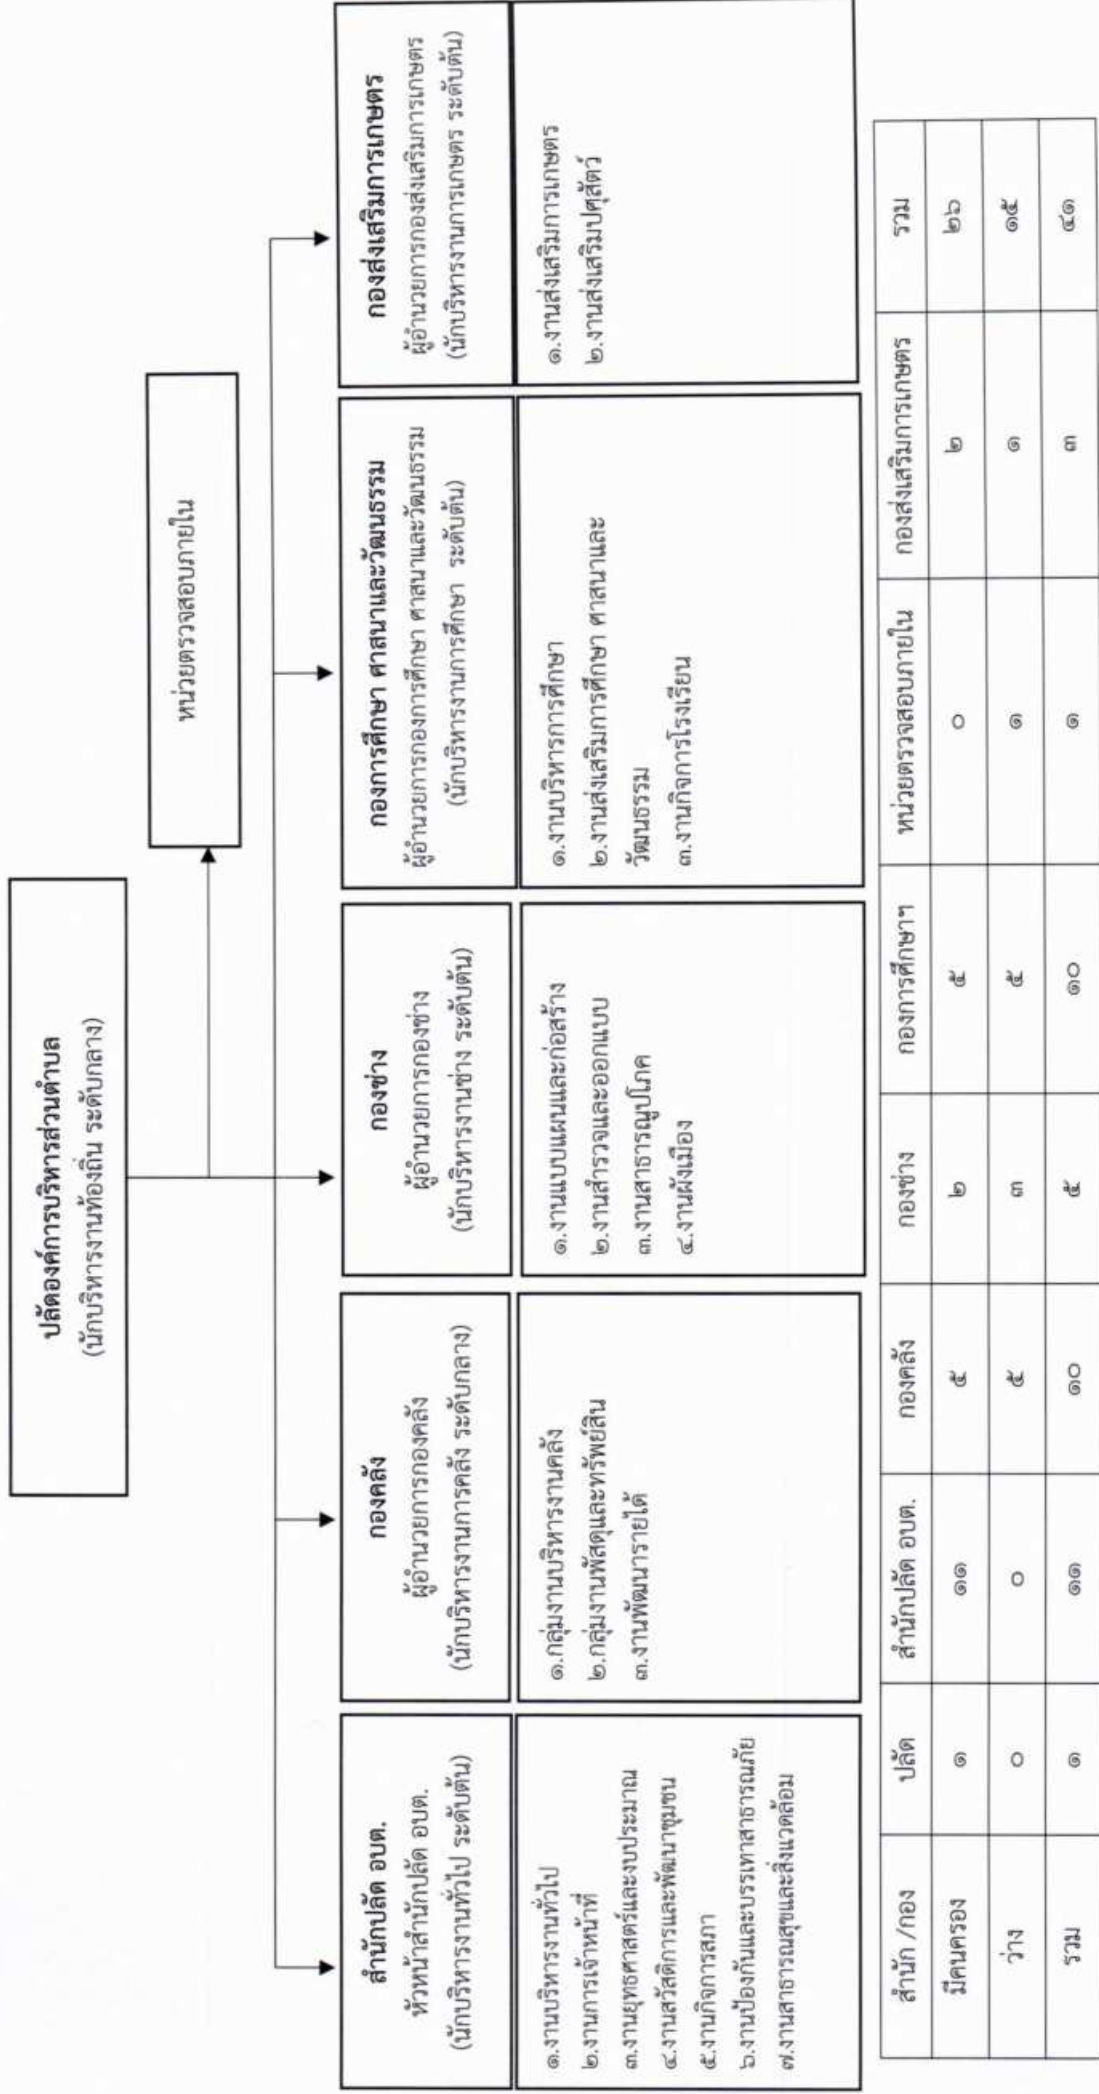 ปลัดองค์การบริหารส่วนตำบล
(นักบริหารงานท้องถิ่น ระดับกลาง)
หน่วยตรวจสอบภายใน
สำนักปลัด อบต.
หัวหน้าสำนักปลัด อบต.
(นักบริหารงานทั่วไป ระดับต้น)
๑.งานบริหารงานทั่วไป
๒.งานการเจ้าหน้าที่
๓.งานยุทธศาสตร์และงบประมาณ
๔.งานสวัสดิการและพัฒนาชุมชน
๕.งานกิจการสภา
๖.งานป้องกันและบรรเทาสาธารณภัย
๗.งานสาธารณสุขและสิ่งแวดล้อม
กองคลัง
ผู้อำนวยการกองคลัง
(นักบริหารงานการคลัง ระดับกลาง)
๑.กลุ่มงานบริหารงานคลัง
๒.กลุ่มงานพัสดุและทรัพย์สิน
๓.งานพัฒนารายได้
กองช่าง
ผู้อำนวยการกองช่าง
(นักบริหารงานช่าง ระดับต้น)
๑.งานแบบแผนและก่อสร้าง
๒.งานสำรวจและออกแบบ
๓.งานสาธารณูปโภค
๔.งานผังเมือง
กองการศึกษา ศาสนาและวัฒนธรรม
ผู้อำนวยการกองการศึกษา ศาสนาและวัฒนธรรม
(นักบริหารงานการศึกษา ระดับต้น)
๑.งานบริหารการศึกษา
๒.งานส่งเสริมการศึกษา ศาสนาและ
วัฒนธรรม
๓.งานกิจการโรงเรียน
กองส่งเสริมการเกษตร
ผู้อำนวยการกองส่งเสริมการเกษตร
(นักบริหารงานการเกษตร ระดับต้น)
๑.งานส่งเสริมการเกษตร
๒.งานส่งเสริมปศุสัตว์
สำนัก /กอง ปลัด สำนักปลัด อบต. กองคลัง กองช่าง กองการศึกษาฯ หน่วยตรวจสอบภายใน กองส่งเสริมการเกษตร รวม
มีคนครอง ๑ ๑๑ ๕ ๒ ๕ ๐ ๒ ๒๖
ว่าง ๐ ๐ ๕ ๓ ๕ ๑ ๑ ๑๕
รวม ๑ ๑๑ ๑๐ ๕ ๑๐ ๑ ๓ ๔๑